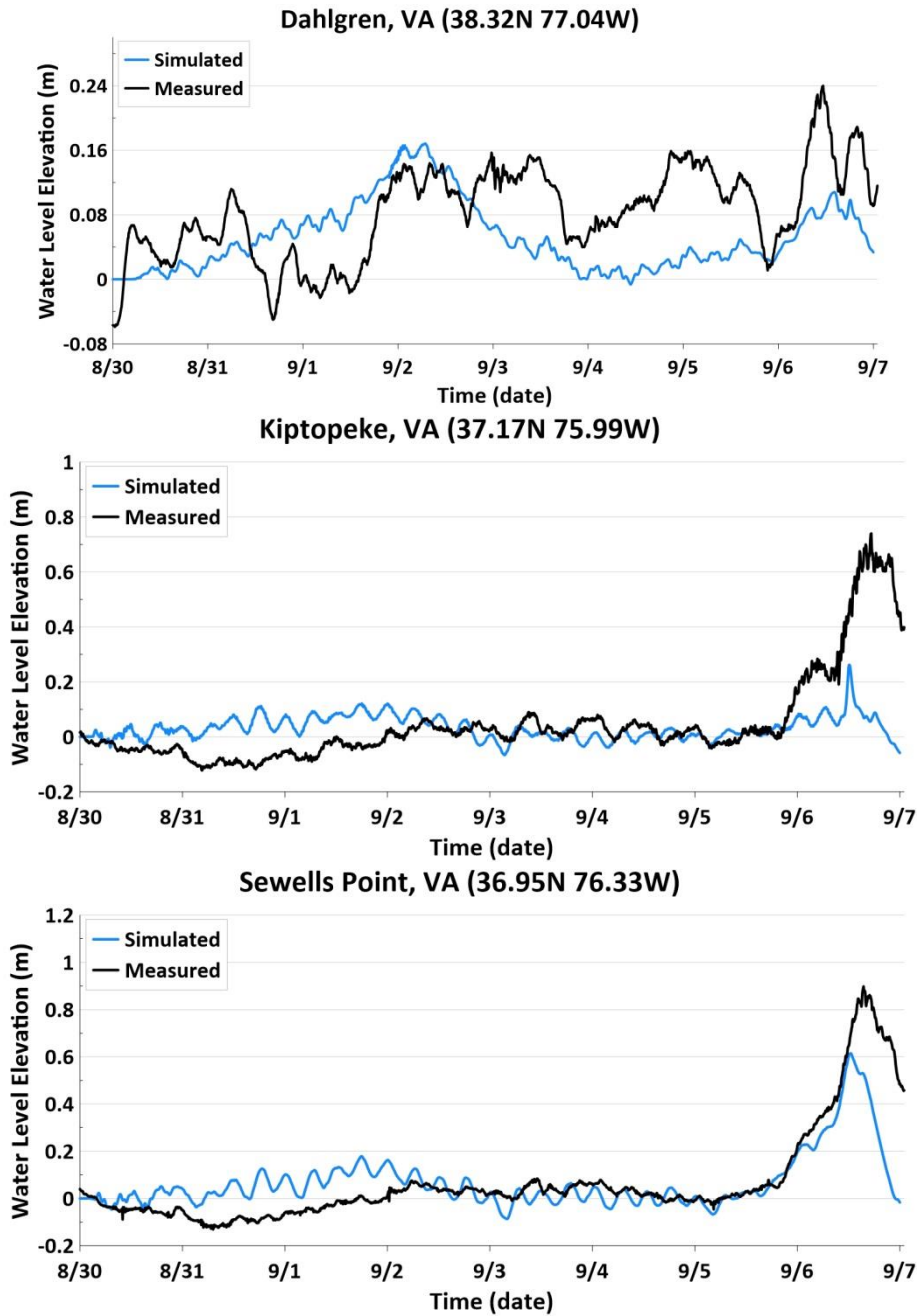 Dahlgren, VA (38.32N 77.04W)
Simulated
Measured
Water Level Elevation (m)
0.24
0.16
0.08
0
-0.08
8/30 8/31 9/1 9/2 9/3 9/4 9/5 9/6 9/7
Time (date)
Kiptopeke, VA (37.17N 75.99W)
Simulated
Measured
Water Level Elevation (m)
1
0.8
0.6
0.4
0.2
0
-0.2
8/30 8/31 9/1 9/2 9/3 9/4 9/5 9/6 9/7
Time (date)
Sewells Point, VA (36.95N 76.33W)
Simulated
Measured
Water Level Elevation (m)
1.2
1
0.8
0.6
0.4
0.2
0
-0.2
8/30 8/31 9/1 9/2 9/3 9/4 9/5 9/6 9/7
Time (date)